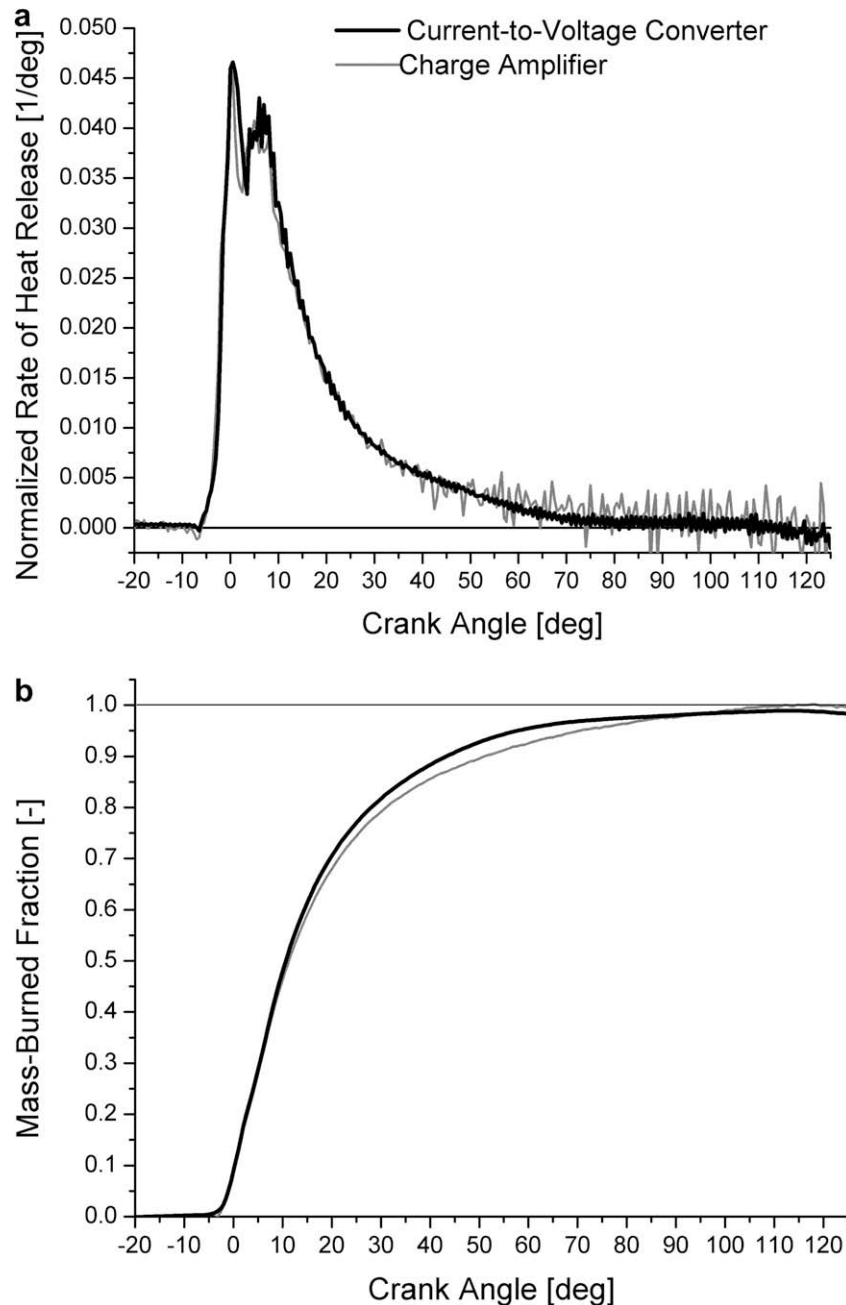 a
Current-to-Voltage Converter
Charge Amplifier
Normalized Rate of Heat Release [1/deg]
0.050
0.045
0.040
0.035
0.030
0.025
0.020
0.015
0.010
0.005
0.000
-20 -10 0 10 20 30 40 50 60 70 80 90 100 110 120
Crank Angle [deg]
b
Mass-Burned Fraction [-]
1.0
0.9
0.8
0.7
0.6
0.5
0.4
0.3
0.2
0.1
0.0
-20 -10 0 10 20 30 40 50 60 70 80 90 100 110 120
Crank Angle [deg]